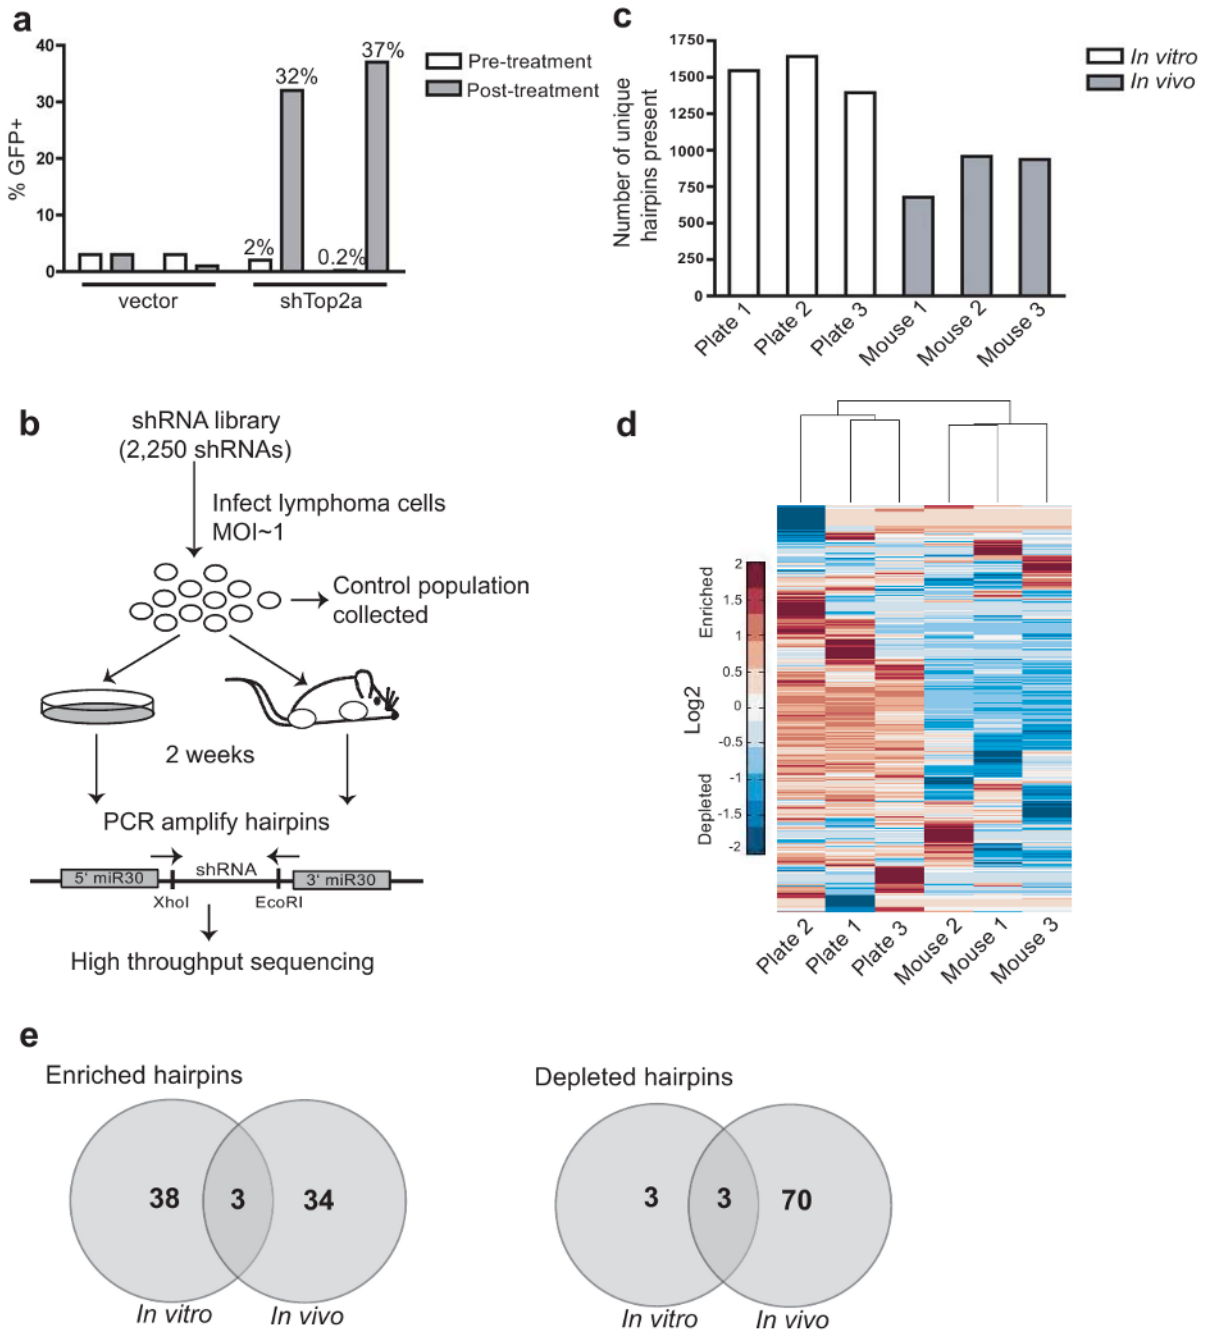 a
40
30
20
10
0
% GFP+
2%
32%
0.2%
37%
vector
shTop2a
Pre-treatment
Post-treatment
c
1750
1500
1250
1000
750
500
250
0
Number of unique
hairpins present
Plate 1
Plate 2
Plate 3
Mouse 1
Mouse 2
Mouse 3
In vitro
In vivo
b
shRNA library
(2,250 shRNAs)
Infect lymphoma cells
MOI~1
Control population
collected
2 weeks
PCR amplify hairpins
5' miR30
shRNA
3' miR30
XhoI
EcoRI
High throughput sequencing
d
Enriched
Log2
Depleted
2
1.5
1
0.5
0
-0.5
-1
-1.5
-2
Plate 2
Plate 1
Plate 3
Mouse 2
Mouse 1
Mouse 3
e
Enriched hairpins
38
3
34
In vitro
In vivo
Depleted hairpins
3
3
70
In vitro
In vivo